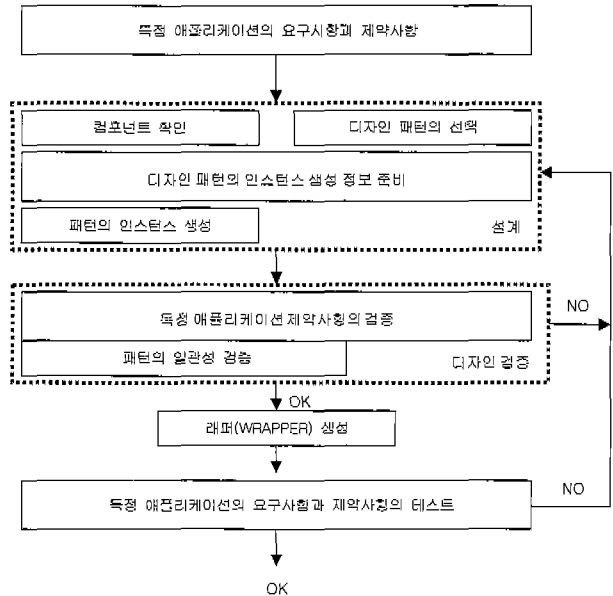 특정 애플리케이션의 요구사항과 제약사항
컴포넌트 확인
디자인 패턴의 선택
디자인 패턴의 인스턴스 생성 정보 준비
패턴의 인스턴스 생성
설계
특정 애플리케이션 제약사항의 검증
NO
패턴의 일관성 검증
디자인 검증
OK
래퍼(WRAPPER) 생성
특정 애플리케이션의 요구사항과 제약사항의 테스트
NO
OK